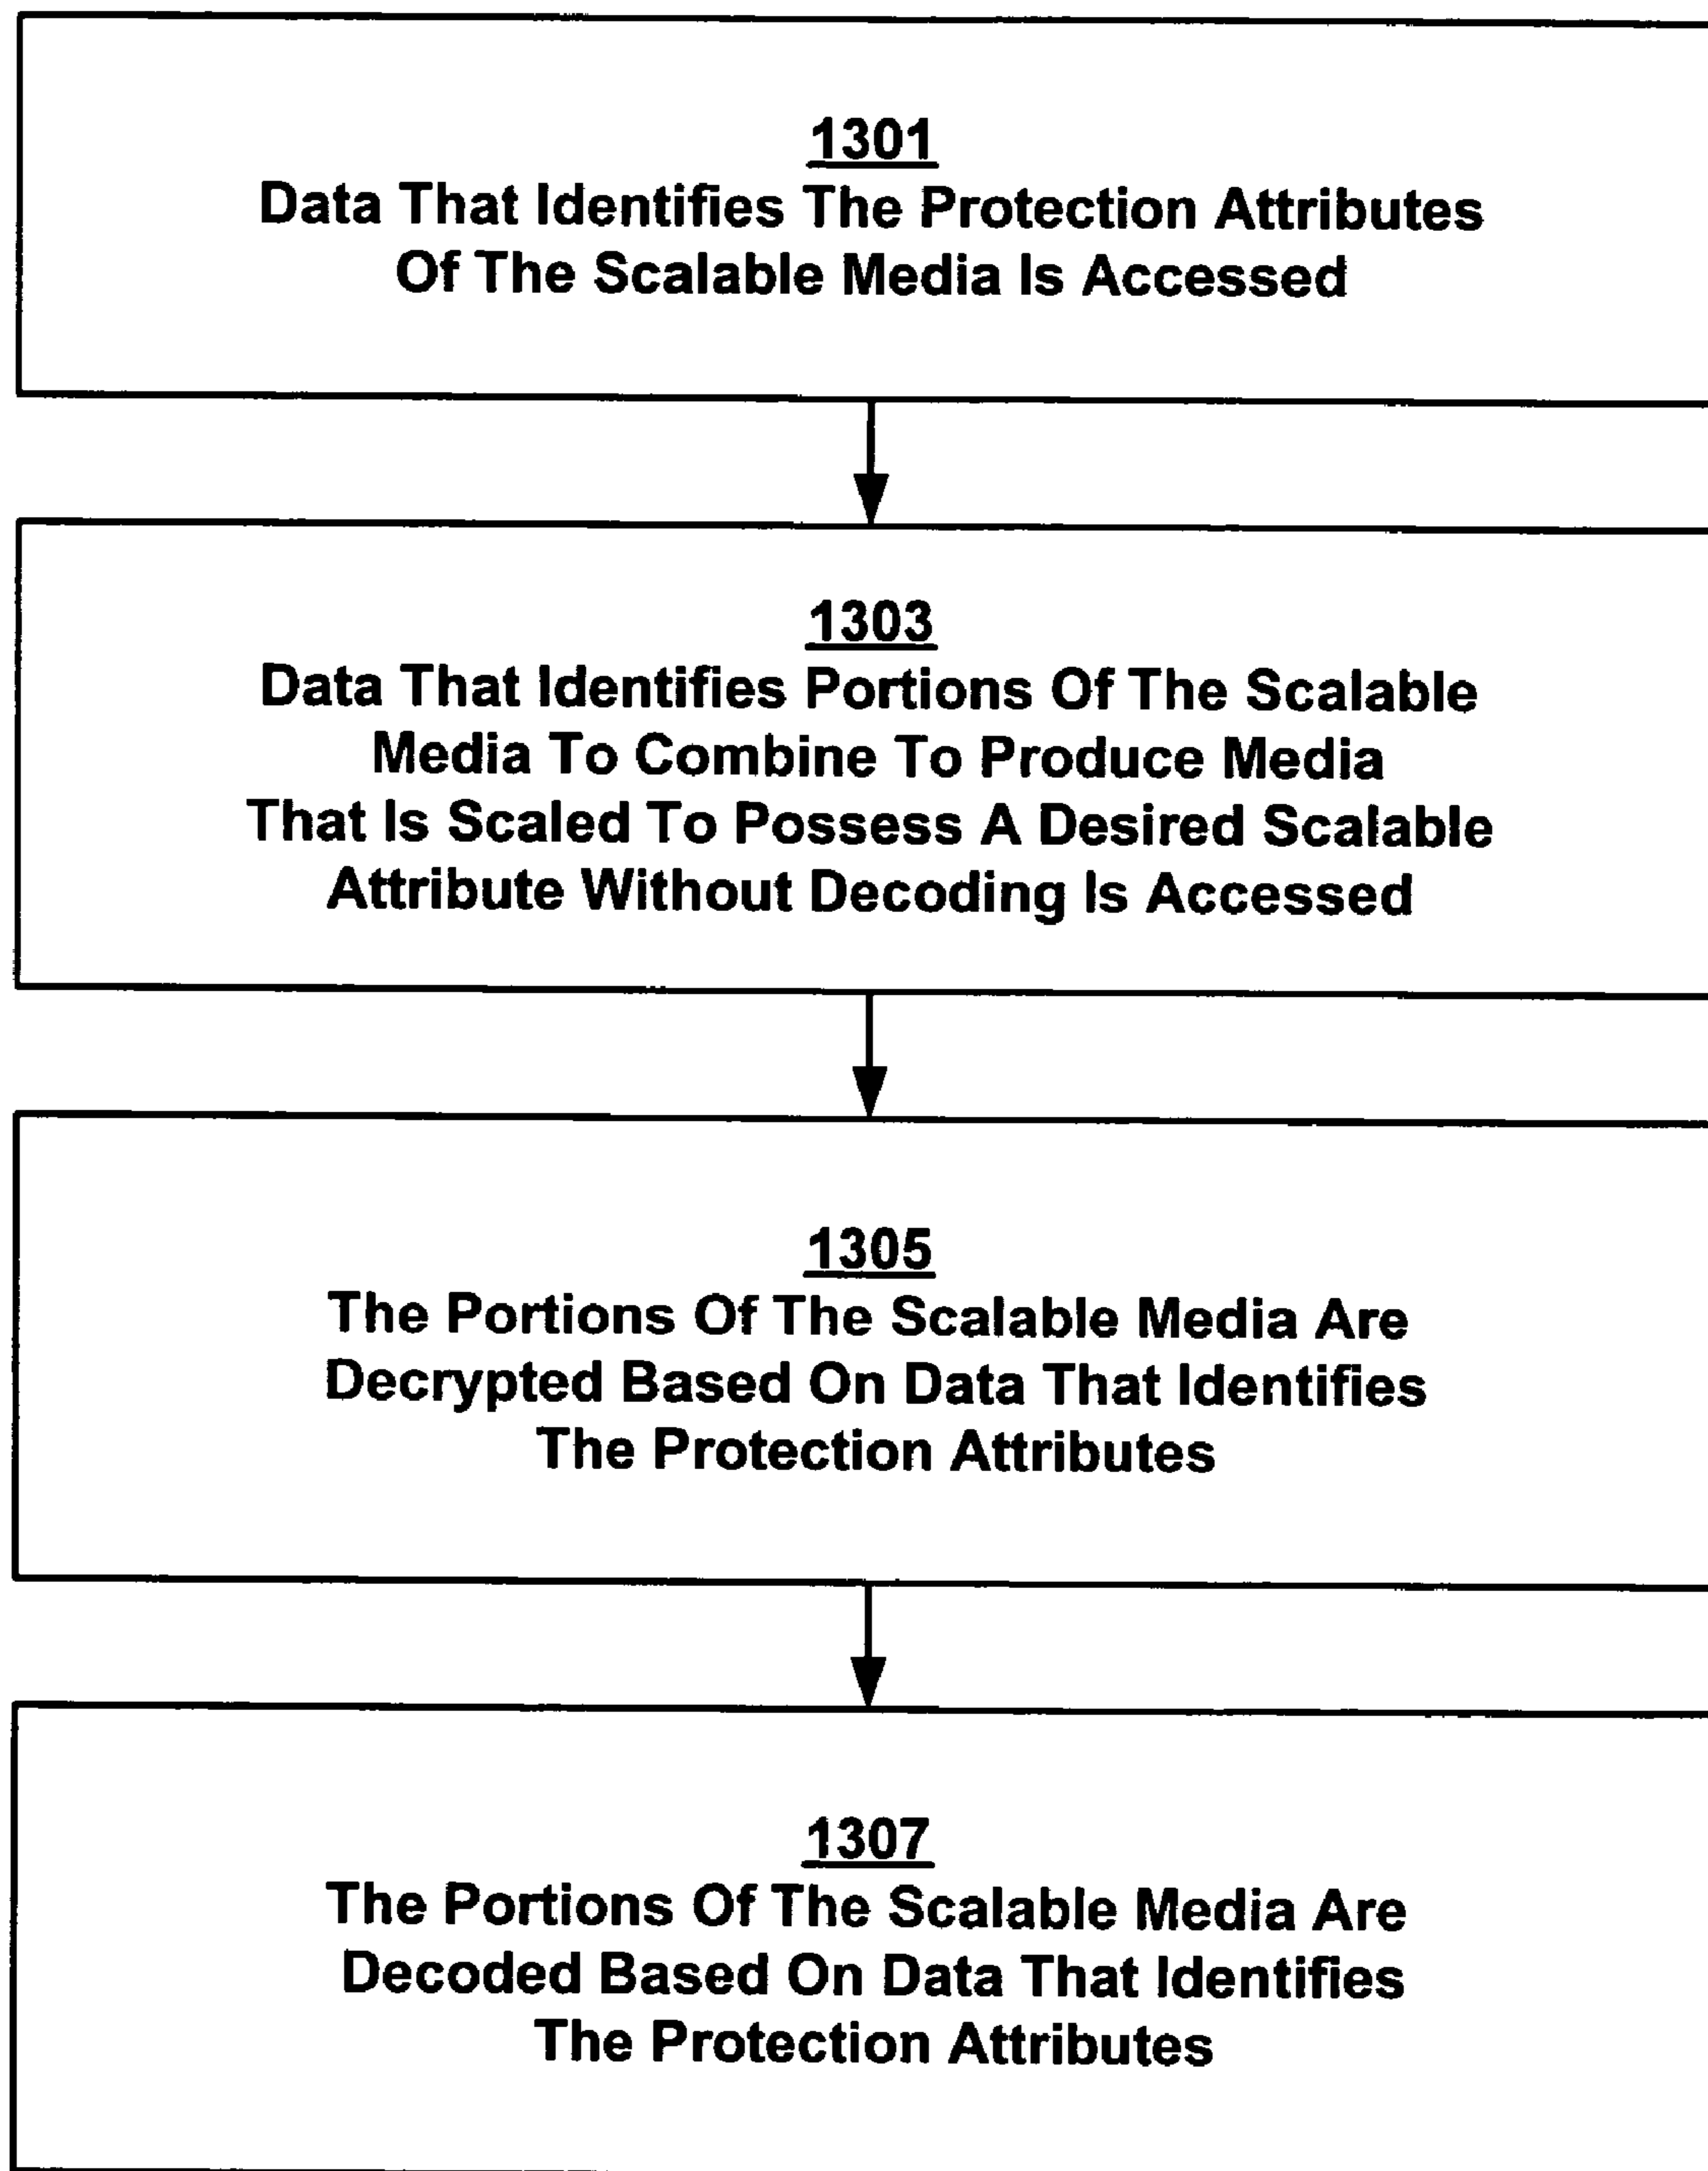 1301
Data That Identifies The Protection Attributes
Of The Scalable Media Is Accessed
1303
Data That Identifies Portions Of The Scalable
Media To Combine To Produce Media
That Is Scaled To Possess A Desired Scalable
Attribute Without Decoding Is Accessed
1305
The Portions Of The Scalable Media Are
Decrypted Based On Data That Identifies
The Protection Attributes
1307
The Portions Of The Scalable Media Are
Decoded Based On Data That Identifies
The Protection Attributes